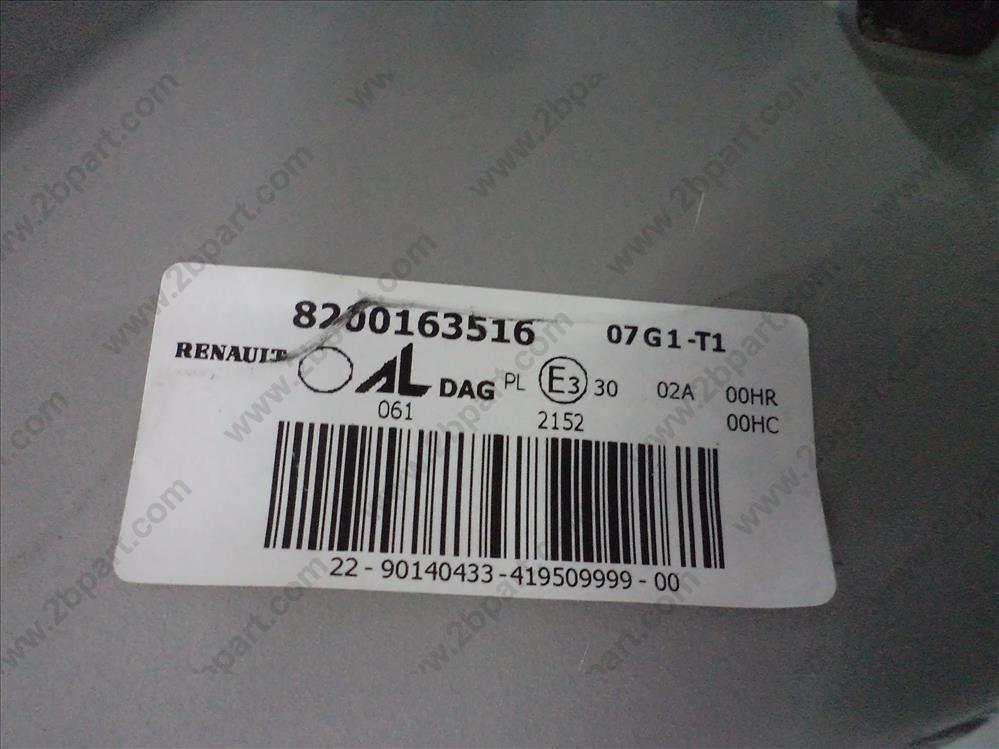 8200163516 07G1-T1
RENAULT AL DAG PL E3 30 02A 00HR
061 2152 00HC
22-90140433-419509999-00
www.2bpart.com